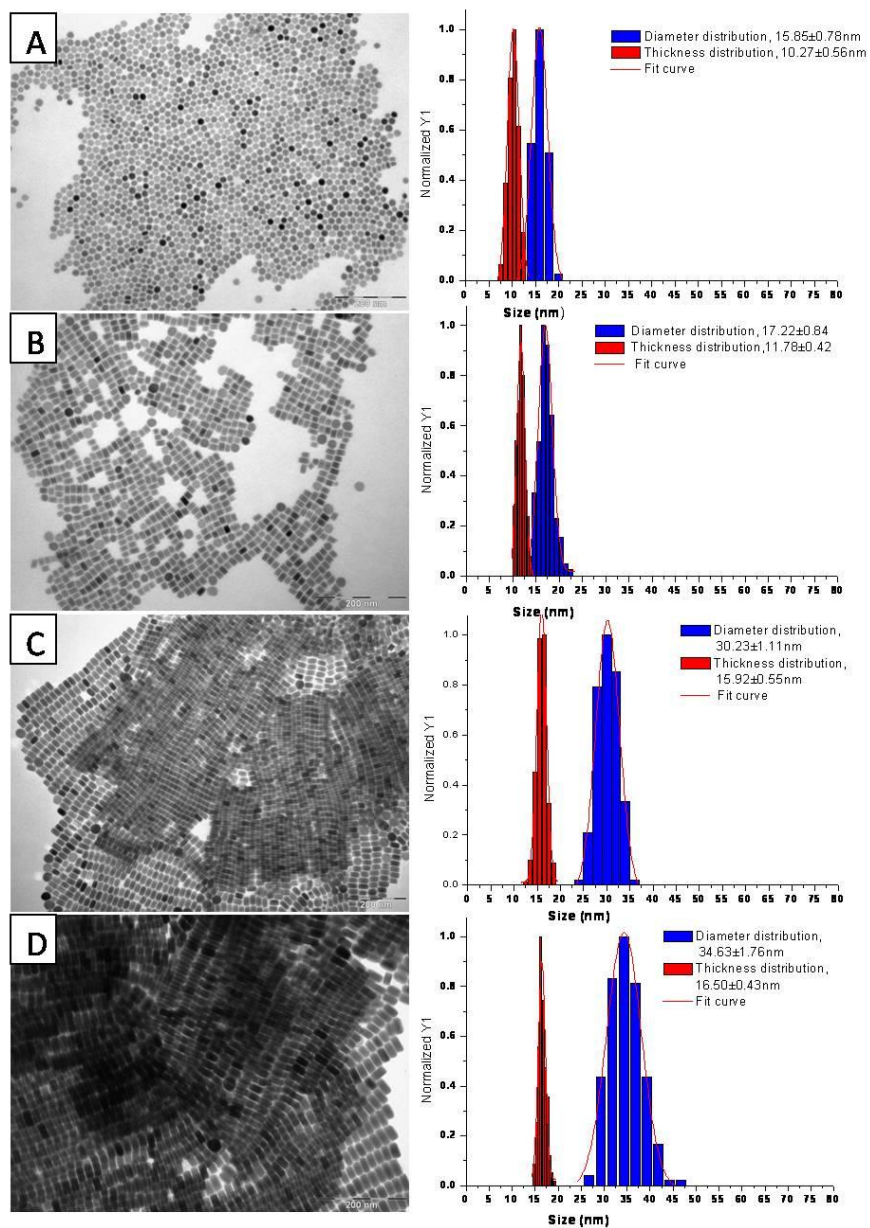 A
200 nm
Normalized Y1
1.0
0.8
0.6
0.4
0.2
0.0
Diameter distribution, 15.85±0.78nm
Thickness distribution, 10.27±0.56nm
Fit curve
0 5 10 15 20 25 30 35 40 45 50 55 60 65 70 75 80
Size (nm)
B
200 nm
Normalized Y1
1.0
0.8
0.6
0.4
0.2
0.0
Diameter distribution, 17.22±0.84
Thickness distribution,11.78±0.42
Fit curve
0 5 10 15 20 25 30 35 40 45 50 55 60 65 70 75 80
Size (nm)
C
200 nm
Normalized Y1
1.0
0.8
0.6
0.4
0.2
0.0
Diameter distribution,
30.23±1.11nm
Thickness distribution,
15.92±0.55nm
Fit curve
0 5 10 15 20 25 30 35 40 45 50 55 60 65 70 75 80
Size (nm)
D
200 nm
Normalized Y1
1.0
0.8
0.6
0.4
0.2
0.0
Diameter distribution,
34.63±1.76nm
Thickness distribution,
16.50±0.43nm
Fit curve
0 5 10 15 20 25 30 35 40 45 50 55 60 65 70 75 80
Size (nm)